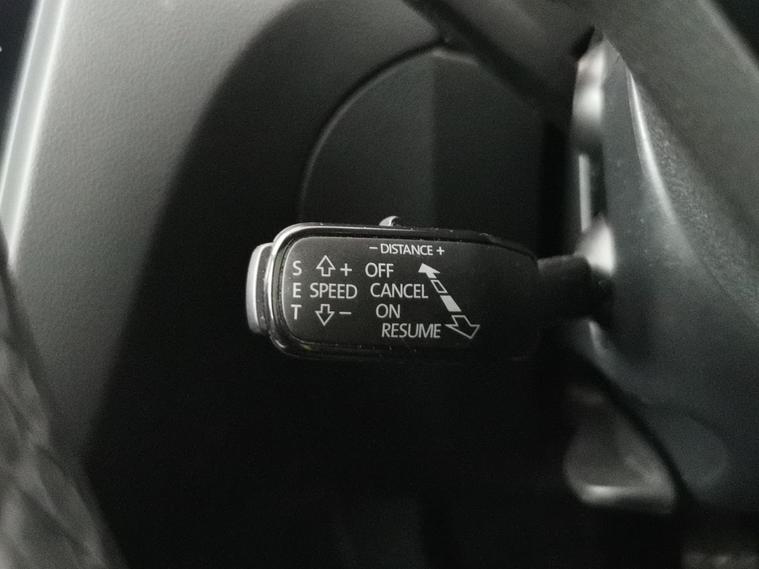 − DISTANCE +
S + OFF
E SPEED CANCEL
T − ON
RESUME